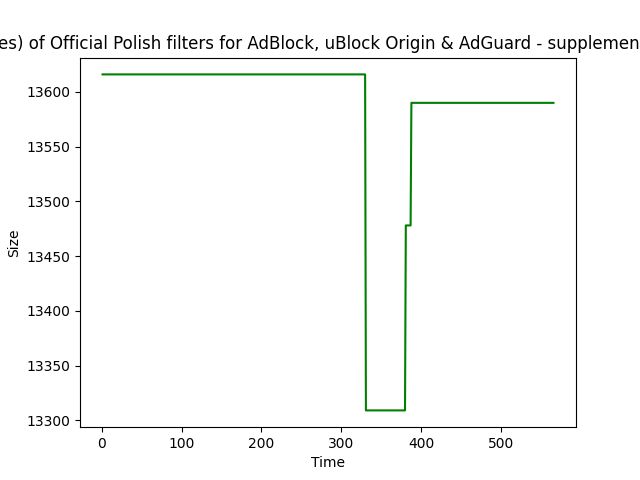 es) of Official Polish filters for AdBlock, uBlock Origin & AdGuard - supplemen
13600
13550
13500
13450
13400
13350
13300
Size
0 100 200 300 400 500
Time